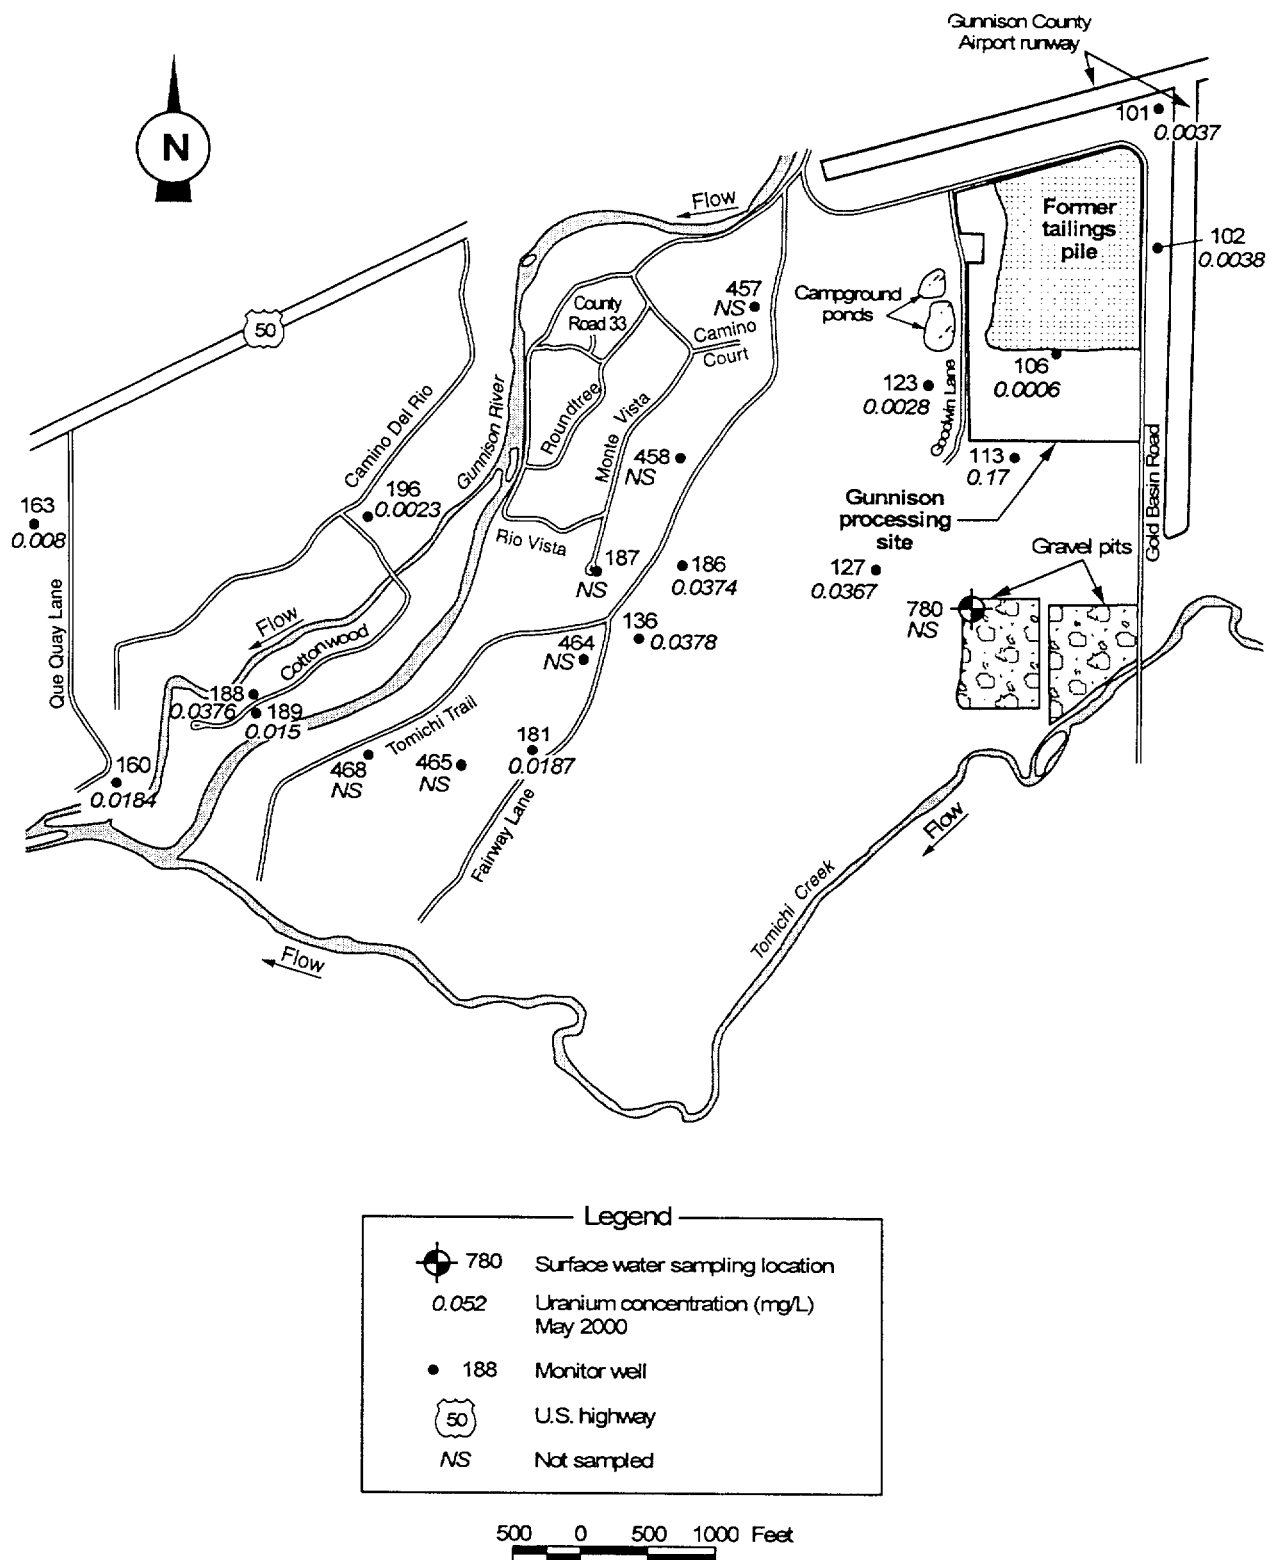 Gunnison County
Airport runway
N
101
0.0037
Flow
Former
tailings
pile
102
0.0038
457
NS
Campground
ponds
County
Road 33
Camino
Court
50
106
0.0006
123
0.0028
Goodwin Lane
Gunnison River
Camino Del Rio
Roundtree
Monte Vista
458
NS
113
0.17
Gold Basin Road
196
0.0023
163
0.008
Gunnison
processing
site
Rio Vista
Gravel pits
187
NS
186
0.0374
127
0.0367
780
NS
Que Quay Lane
Flow
Cottonwood
136
0.0378
464
NS
188
0.0376
189
0.015
Tomichi Trail
181
0.0187
468
NS
465
NS
160
0.0184
Fairway Lane
Flow
Tomichi Creek
Flow
Legend
780 Surface water sampling location
0.052 Uranium concentration (mg/L)
May 2000
188 Monitor well
50 U.S. highway
NS Not sampled
500 0 500 1000 Feet